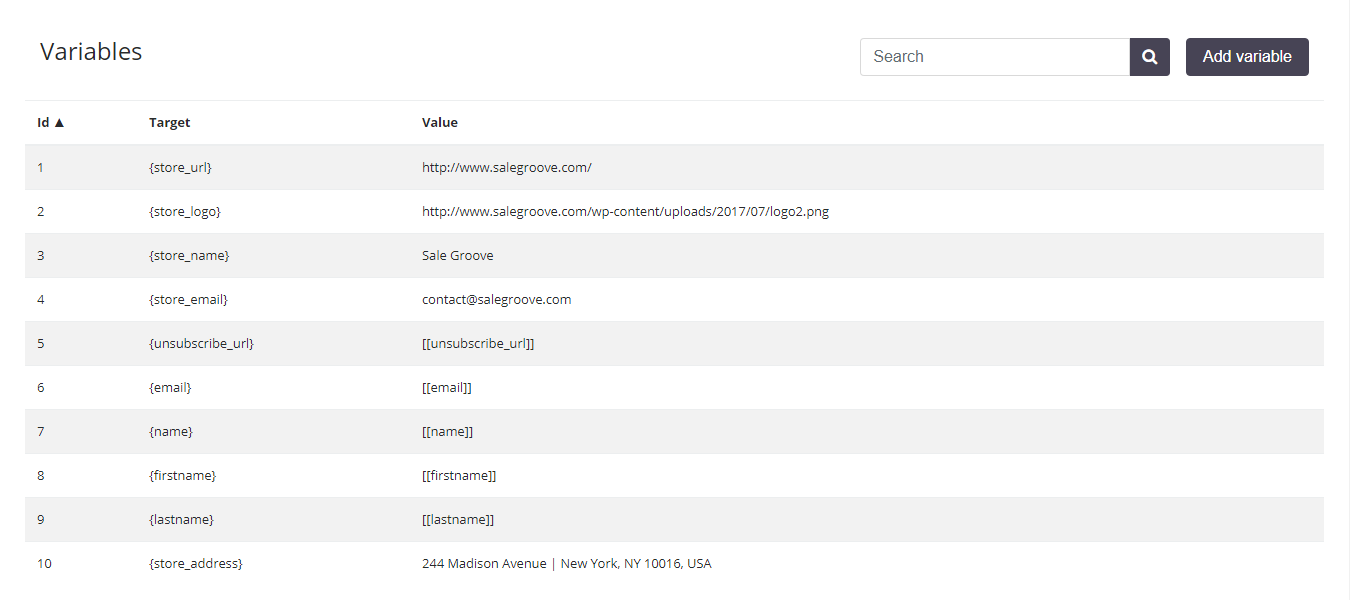 Variables
Search
Add variable
Id ▲ Target Value
1 {store_url} http://www.salegroove.com/
2 {store_logo} http://www.salegroove.com/wp-content/uploads/2017/07/logo2.png
3 {store_name} Sale Groove
4 {store_email} contact@salegroove.com
5 {unsubscribe_url} [[unsubscribe_url]]
6 {email} [[email]]
7 {name} [[name]]
8 {firstname} [[firstname]]
9 {lastname} [[lastname]]
10 {store_address} 244 Madison Avenue | New York, NY 10016, USA